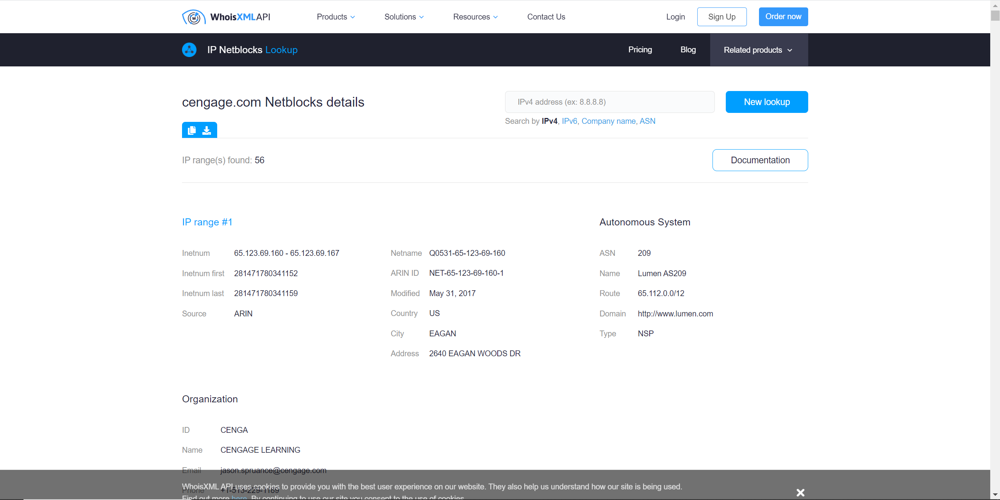 WhoisXMLAPI Products Solutions Resources Contact Us Login Sign Up Order now
IP Netblocks Lookup Pricing Blog Related products
cengage.com Netblocks details IPv4 address (ex: 8.8.8.8) New lookup
Search by IPv4, IPv6, Company name, ASN
IP range(s) found: 56 Documentation
IP range #1 Autonomous System
Inetnum 65.123.69.160 - 65.123.69.167 Netname Q0531-65-123-69-160 ASN 209
Inetnum first 281471780341152 ARIN ID NET-65-123-69-160-1 Name Lumen AS209
Inetnum last 281471780341159 Modified May 31, 2017 Route 65.112.0.0/12
Source ARIN Country US Domain http://www.lumen.com
City EAGAN Type NSP
Address 2640 EAGAN WOODS DR
Organization
ID CENGA
Name CENGAGE LEARNING
Email jason.spruance@cengage.com
Phone +1-513-229-1189
WhoisXML API uses cookies to provide you with the best user experience on our website. They also help us understand how our site is being used.
Find out more here. By continuing to use our site you consent to the use of cookies.